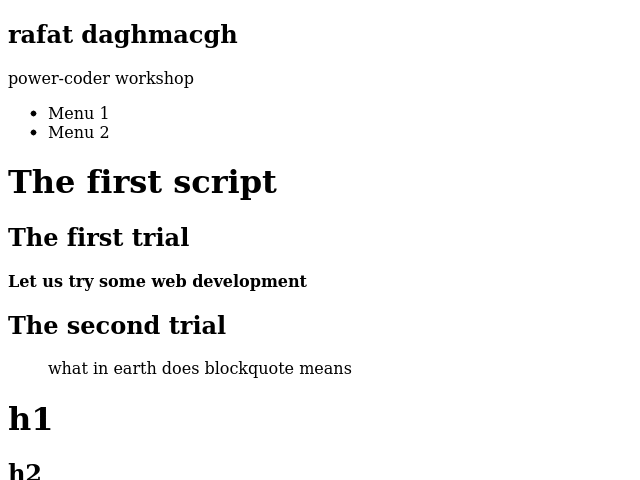 rafat daghmacgh
power-coder workshop
Menu 1
Menu 2
The first script
The first trial
Let us try some web development
The second trial
what in earth does blockquote means
h1
h2